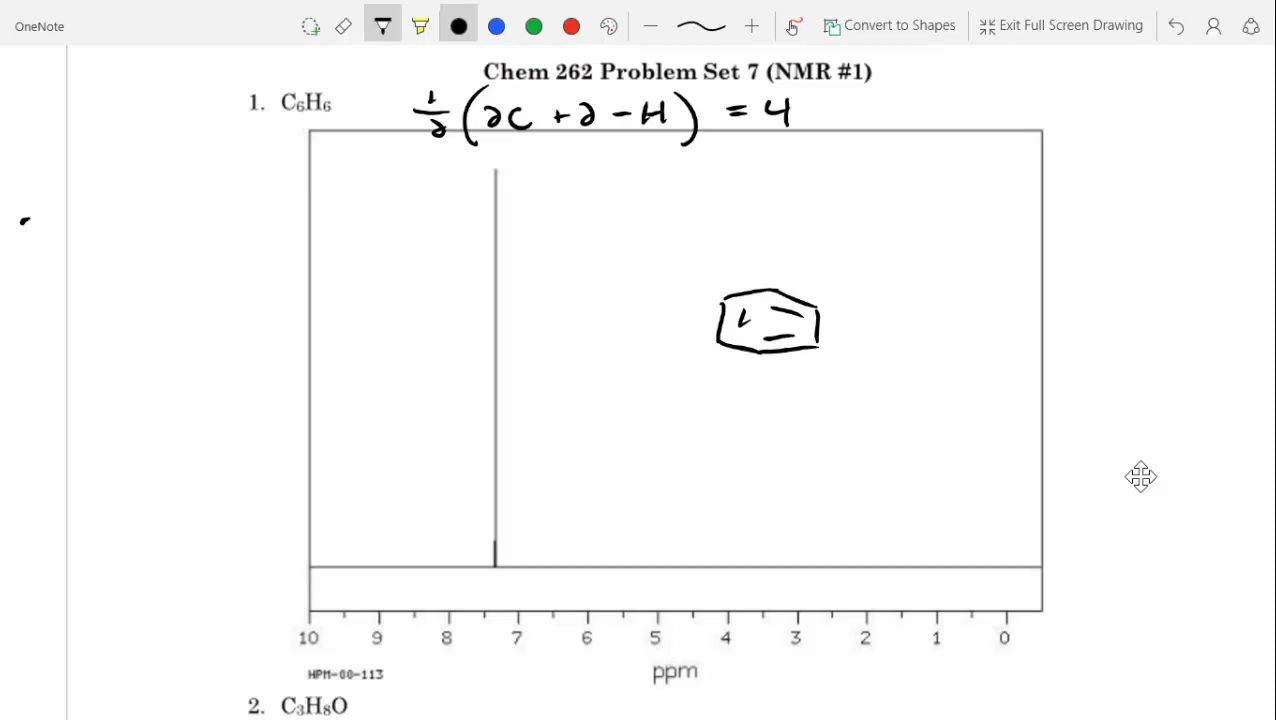 OneNote
Convert to Shapes
Exit Full Screen Drawing
Chem 262 Problem Set 7 (NMR #1)
1. C₆H₆
1/2 (2C + 2 - H) = 4
10 9 8 7 6 5 4 3 2 1 0
HPM-00-113
ppm
2. C₃H₈O